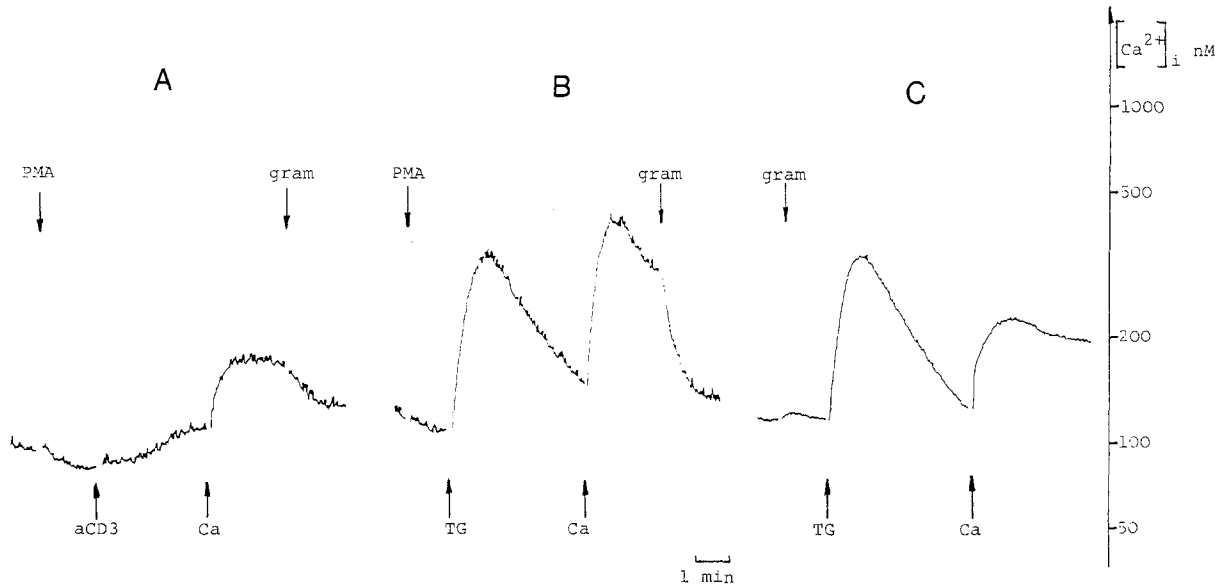 A
B
C
[Ca2+]i nM
1000
500
200
100
50
PMA
gram
PMA
gram
gram
aCD3
Ca
TG
Ca
TG
Ca
1 min